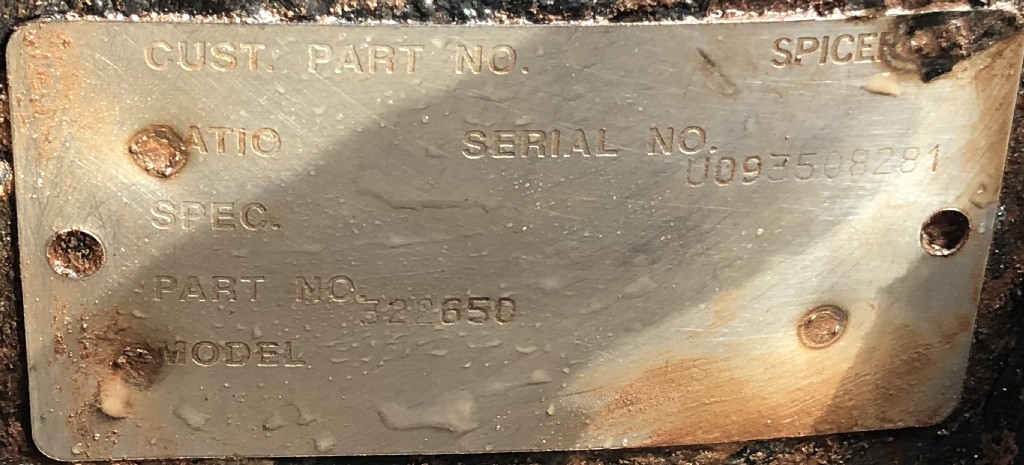 CUST. PART NO. SPICER
RATIO SERIAL NO. U093508281
SPEC.
PART NO. 322650
MODEL